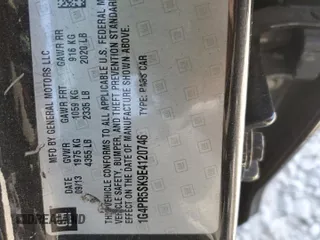 MFD BY GENERAL MOTORS LLC
09/13 GVWR GAWR FRT GAWR RR
1975 KG 1059 KG 916 KG
4355 LB 2335 LB 2020 LB
THIS VEHICLE CONFORMS TO ALL APPLICABLE U.S. FEDERAL MOTOR
VEHICLE SAFETY, BUMPER, AND THEFT PREVENTION STANDARDS
IN EFFECT ON THE DATE OF MANUFACTURE SHOWN ABOVE.
1G4PR5SK9E4120746 TYPE: PASS CAR